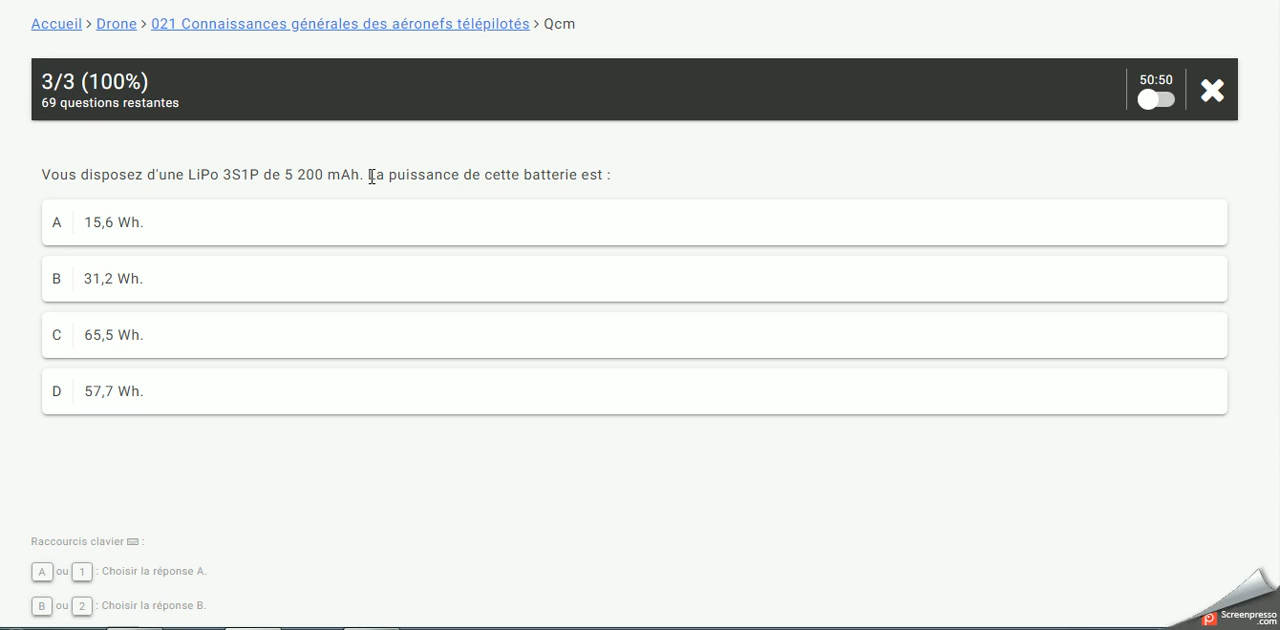 Accueil > Drone > 021 Connaissances générales des aéronefs télépilotés > Qcm
3/3 (100%)
69 questions restantes
50:50
Vous disposez d'une LiPo 3S1P de 5 200 mAh. La puissance de cette batterie est :
A 15,6 Wh.
B 31,2 Wh.
C 65,5 Wh.
D 57,7 Wh.
Raccourcis clavier :
A ou 1 : Choisir la réponse A.
B ou 2 : Choisir la réponse B.
Screenpresso
.com